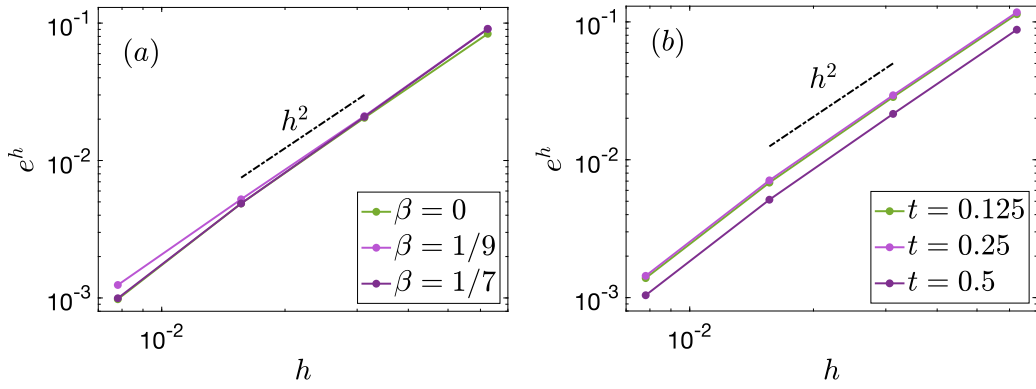 (a)
10^{-1}
10^{-2}
10^{-3}
e^h
h^2
β = 0
β = 1/9
β = 1/7
10^{-2}
h
(b)
10^{-1}
10^{-2}
10^{-3}
e^h
h^2
t = 0.125
t = 0.25
t = 0.5
10^{-2}
h